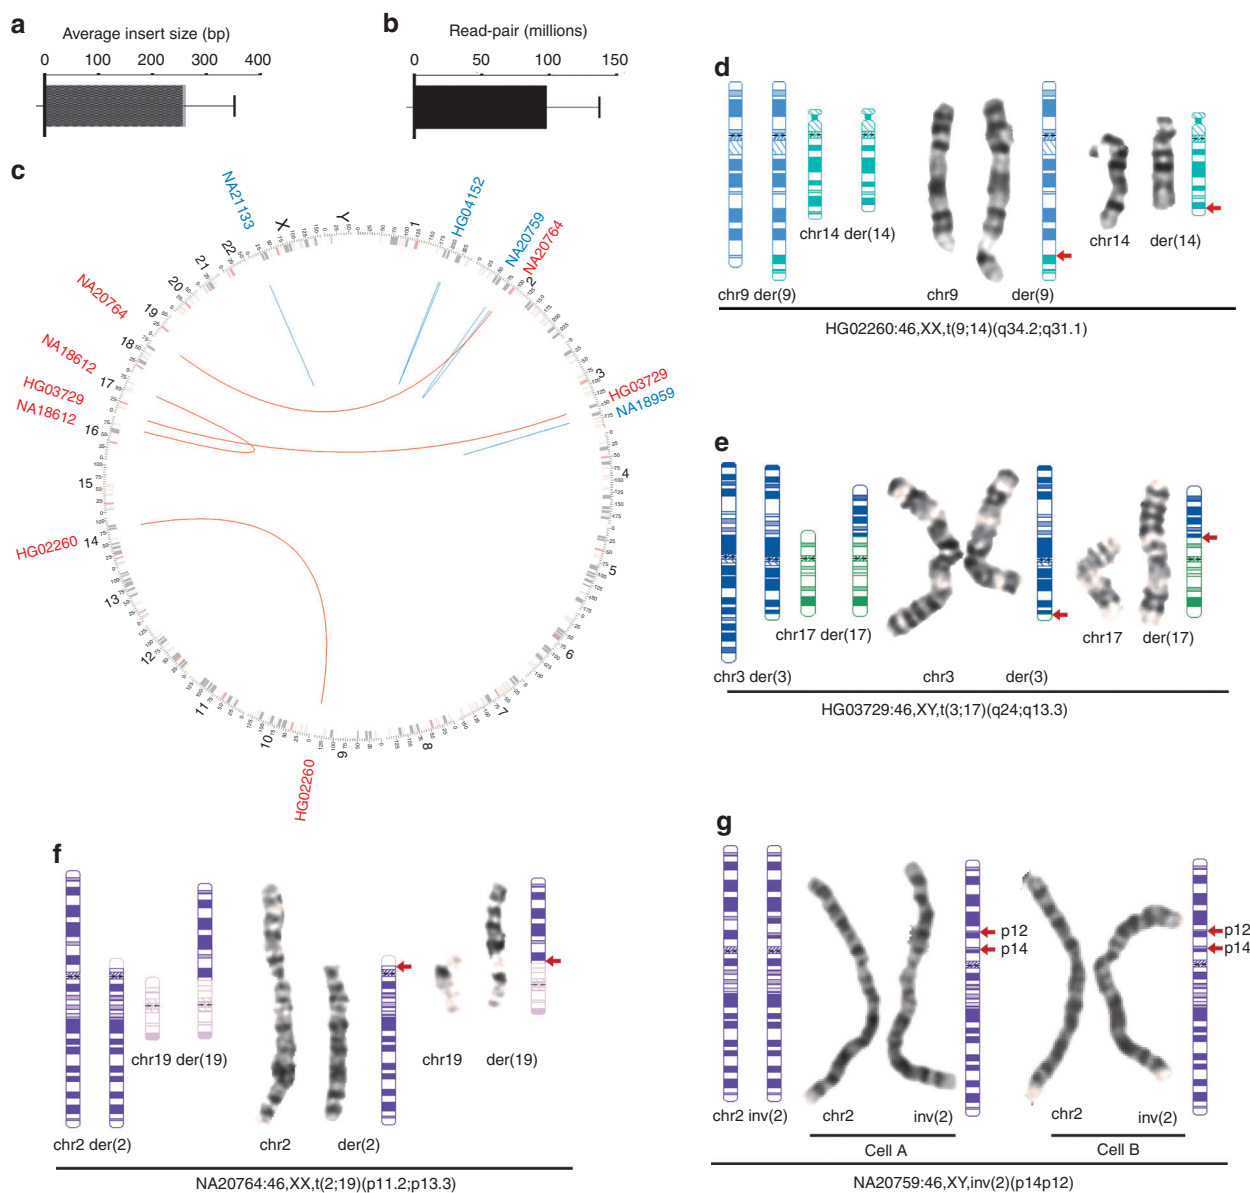 a
Average insert size (bp)
0 100 200 300 400
b
Read-pair (millions)
0 50 100 150
c
NA21133
HG04152
NA20759
NA20764
HG03729
NA18959
NA20764
NA18612
HG03729
NA18612
HG02260
HG02260
X
Y
1
2
3
4
5
6
7
8
9
10
11
12
13
14
15
16
17
18
19
20
21
22
d
chr14 der(14)
chr14 der(14)
chr9 der(9)
chr9 der(9)
HG02260:46,XX,t(9;14)(q34.2;q31.1)
e
chr17 der(17)
chr17 der(17)
chr3 der(3)
chr3 der(3)
HG03729:46,XY,t(3;17)(q24;q13.3)
f
chr19 der(19)
chr19 der(19)
chr2 der(2)
chr2 der(2)
NA20764:46,XX,t(2;19)(p11.2;p13.3)
g
p12
p14
p12
p14
chr2 inv(2)
chr2 inv(2)
chr2 inv(2)
Cell A
Cell B
NA20759:46,XY,inv(2)(p14p12)